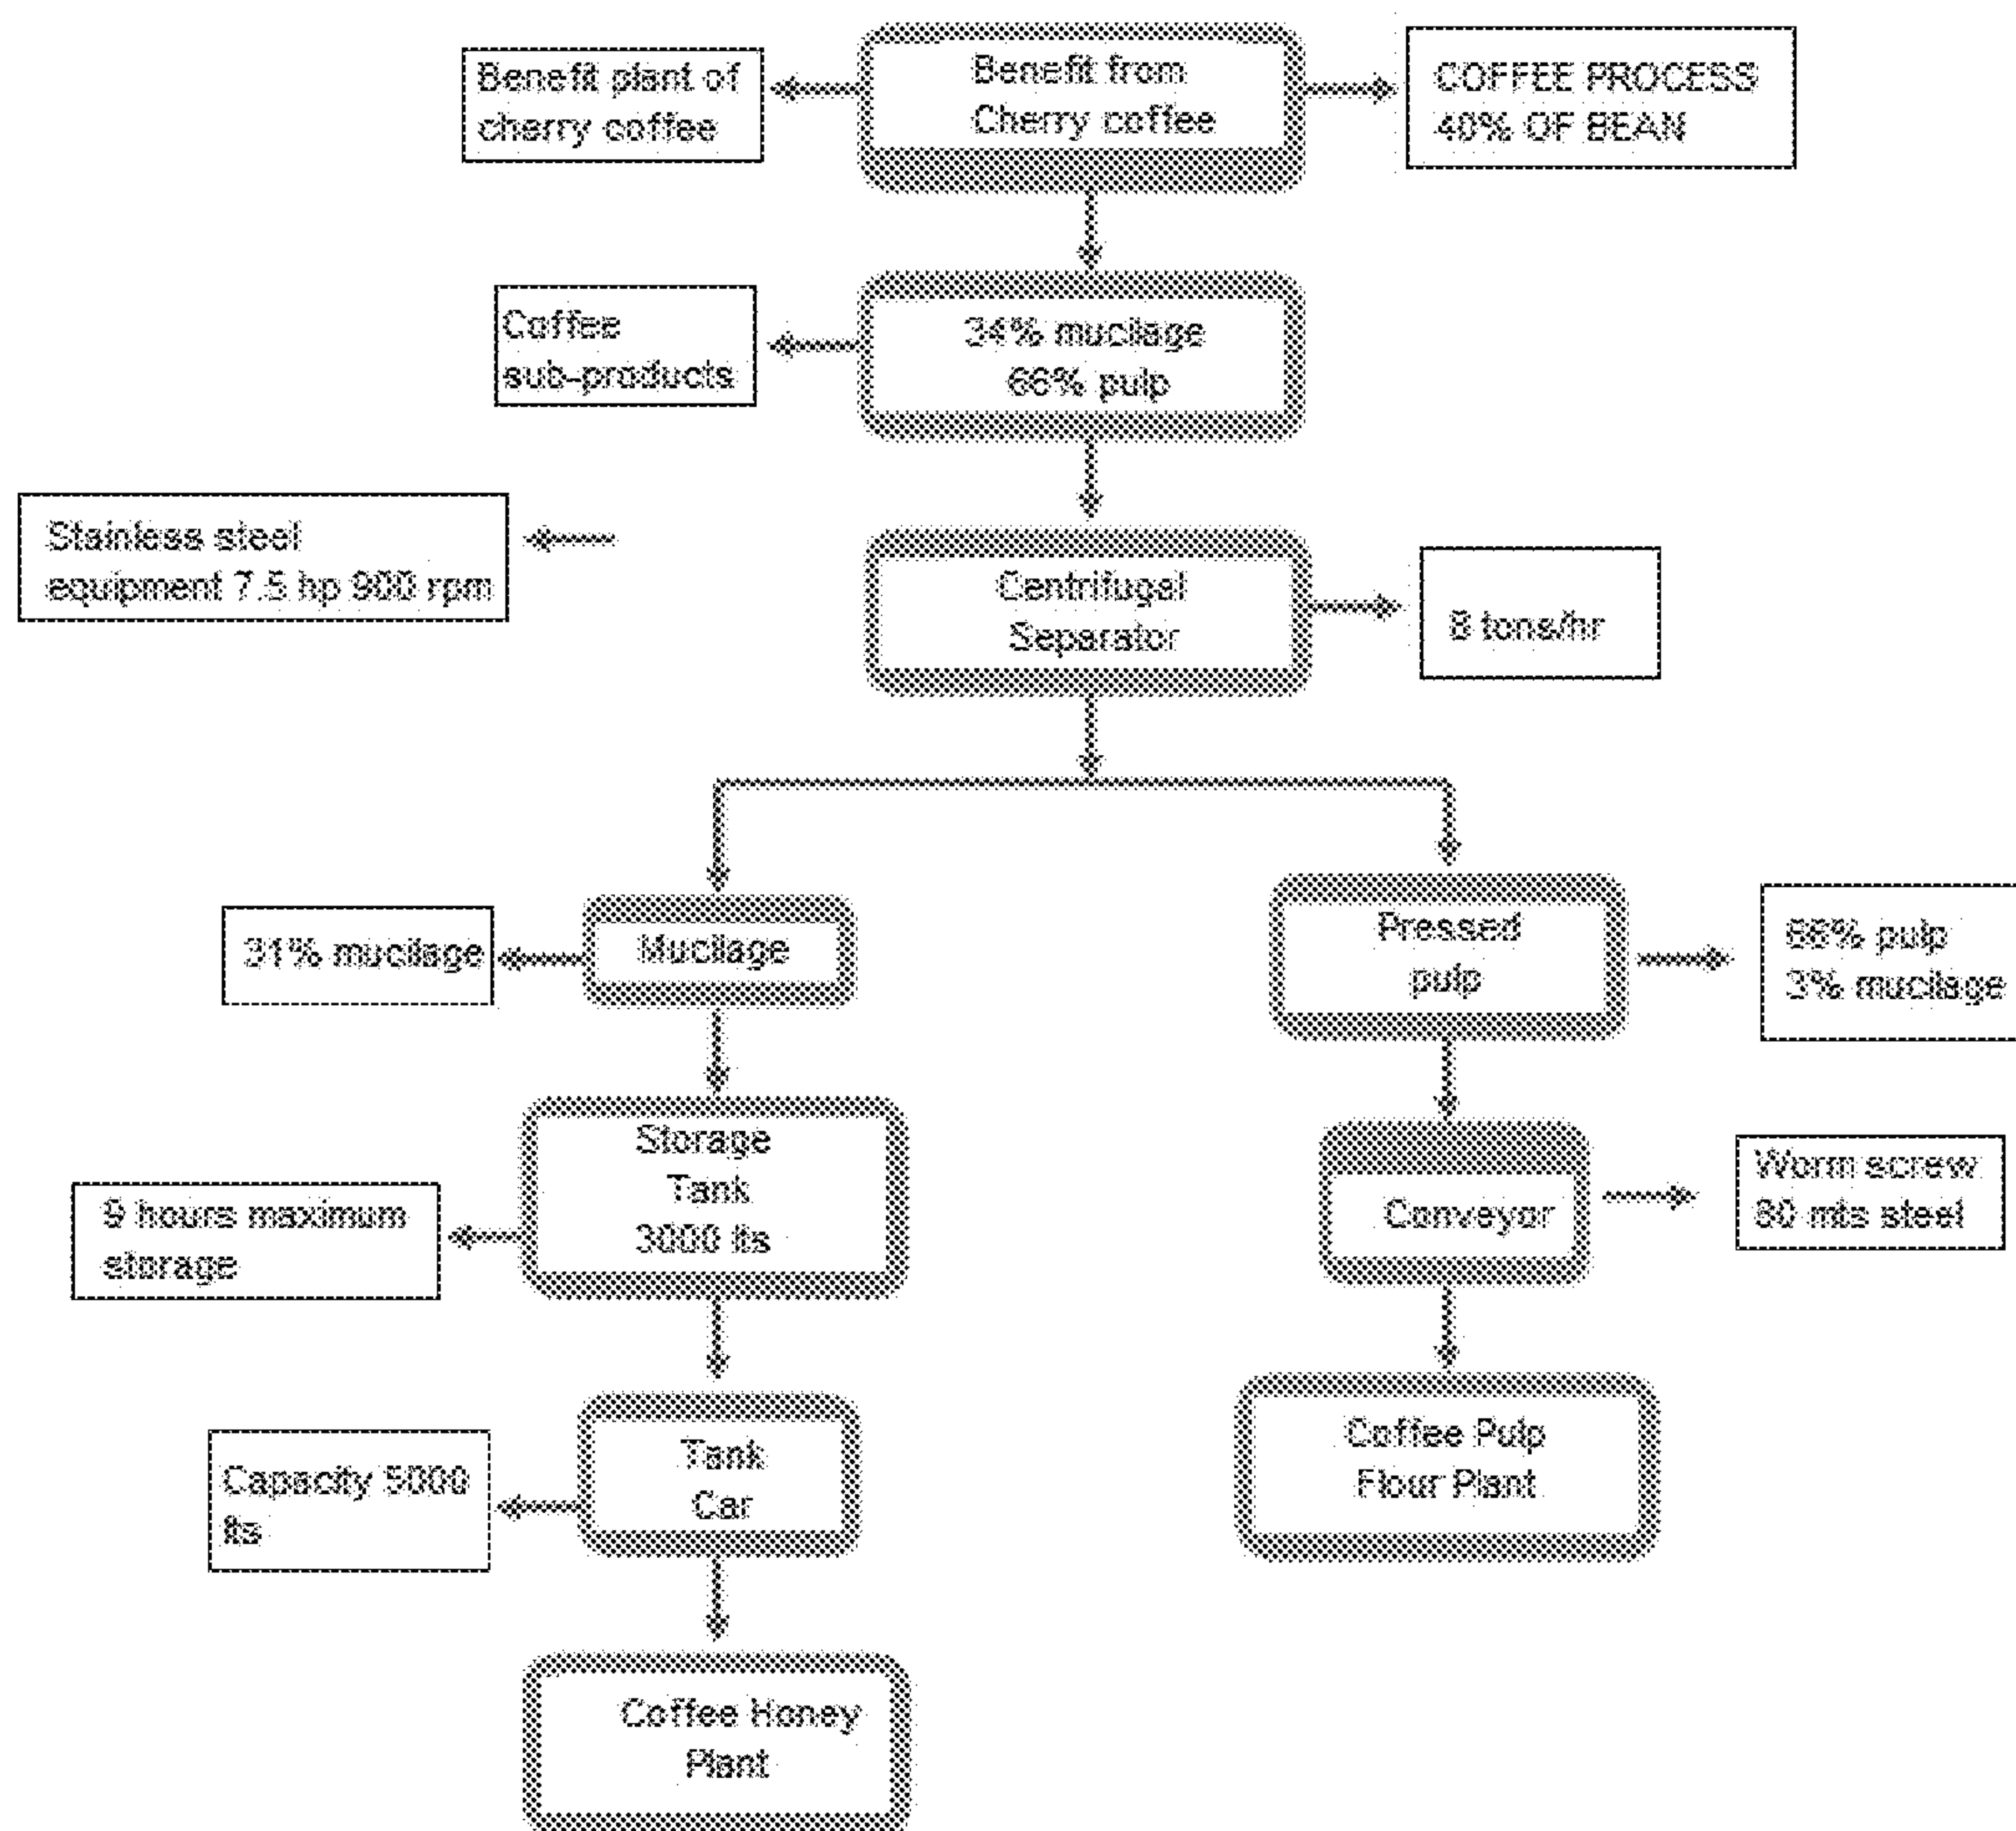 Benefit plant of
cherry coffee
Benefit from
Cherry coffee
COFFEE PROCESS
40% OF BEAN
Coffee
sub-products
34% mucilage
66% pulp
Stainless steel
equipment 7.5 hp 900 rpm
Centrifugal
Separator
8 tons/hr
31% mucilage
Mucilage
Pressed
pulp
66% pulp
3% mucilage
Storage
Tank
3000 lts
9 hours maximum
storage
Conveyor
Worm screw
80 mts steel
Capacity 5000
lts
Tank
Car
Coffee Pulp
Flour Plant
Coffee Honey
Plant